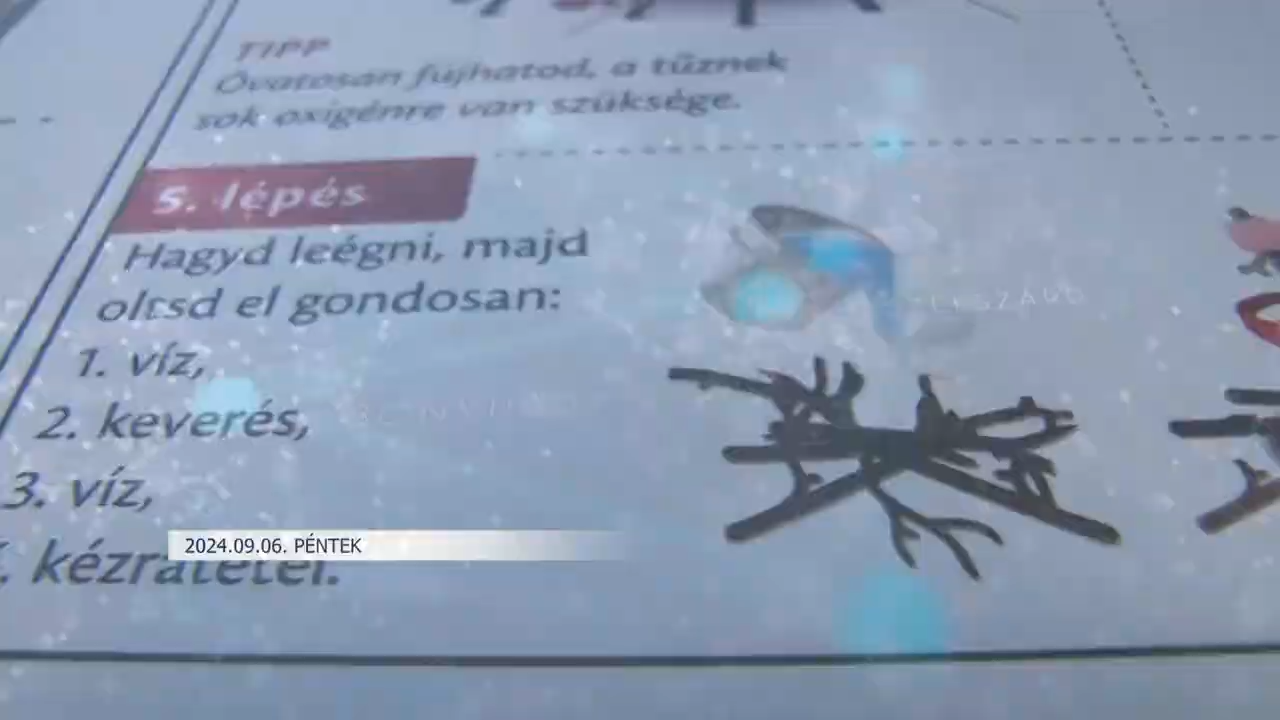 TIPP
Óvatosan fújhatod, a tűznek
sok oxigénre van szüksége.
5. lépés
Hagyd leégni, majd
oltsd el gondosan:
1. víz,
2. keverés,
3. víz,
kézrátétel.
2024.09.06. PÉNTEK